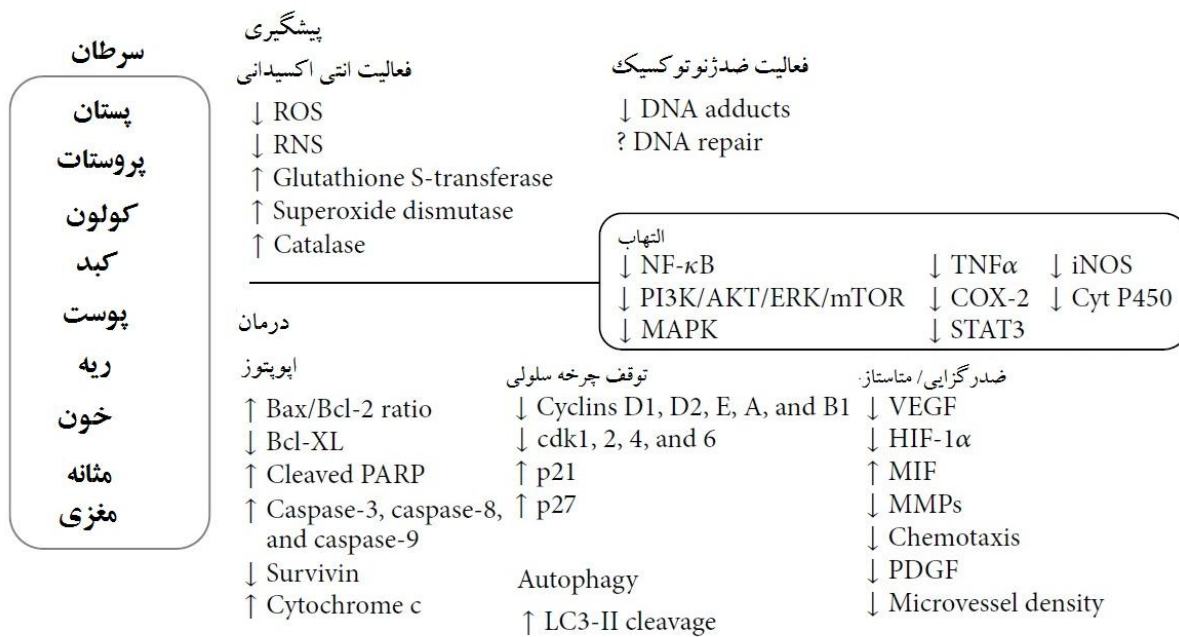 سرطان
پستان
پروستات
کولون
کبد
پوست
ریه
خون
مثانه
مغزی
پیشگیری
فعالیت انتی اکسیدانی
↓ ROS
↓ RNS
↑ Glutathione S-transferase
↑ Superoxide dismutase
↑ Catalase
فعالیت ضدژنوتوکسیک
↓ DNA adducts
? DNA repair
التهاب
↓ NF-κB
↓ PI3K/AKT/ERK/mTOR
↓ MAPK
↓ TNFα
↓ COX-2
↓ STAT3
↓ iNOS
↓ Cyt P450
درمان
اپوپتوز
↑ Bax/Bcl-2 ratio
↓ Bcl-XL
↑ Cleaved PARP
↑ Caspase-3, caspase-8,
and caspase-9
↓ Survivin
↑ Cytochrome c
توقف چرخه سلولی
↓ Cyclins D1, D2, E, A, and B1
↓ cdk1, 2, 4, and 6
↑ p21
↑ p27
Autophagy
↑ LC3-II cleavage
ضدرگزایی/ متاستاز.
↓ VEGF
↓ HIF-1α
↑ MIF
↓ MMPs
↓ Chemotaxis
↓ PDGF
↓ Microvessel density